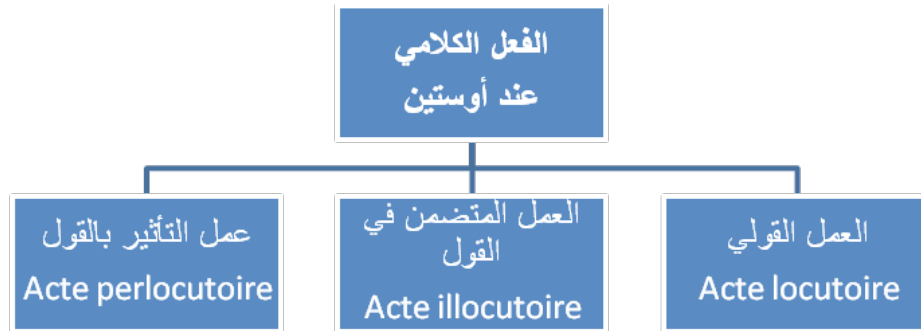 الفعل الكلامي
عند أوستين
العمل القولي
Acte locutoire
العمل المتضمن في
القول
Acte illocutoire
عمل التأثير بالقول
Acte perlocutoire